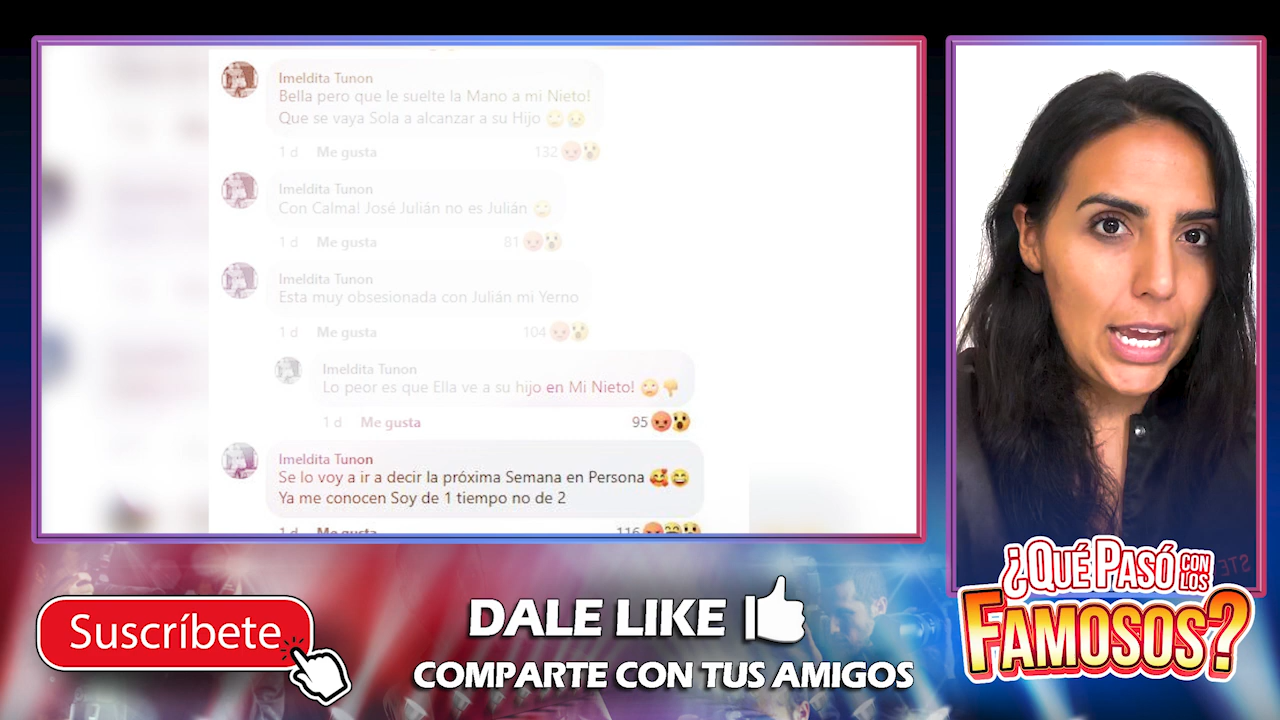 Imeldita Tunon
Bella pero que le suelte la Mano a mi Nieto!
Que se vaya Sola a alcanzar a su Hijo 🙄😒
1 d Me gusta 132
Imeldita Tunon
Con Calma! José Julián no es Julián 🙄
1 d Me gusta 81
Imeldita Tunon
Esta muy obsesionada con Julián mi Yerno
1 d Me gusta 104
Imeldita Tunon
Lo peor es que Ella ve a su hijo en Mi Nieto! 🙄👎
1 d Me gusta 95
Imeldita Tunon
Se lo voy a ir a decir la próxima Semana en Persona 🥰😄
Ya me conocen Soy de 1 tiempo no de 2
1 d Me gusta 116
¿QUÉ PASÓ CON
LOS
FAMOSOS?
Suscríbete
DALE LIKE
COMPARTE CON TUS AMIGOS